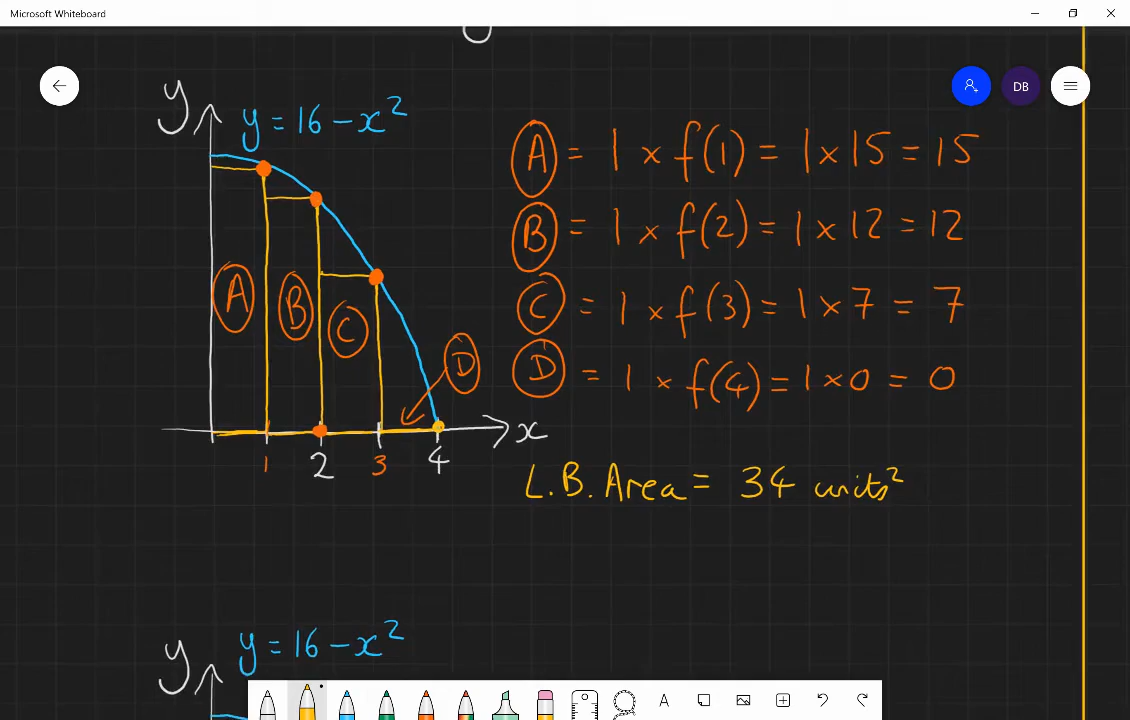 Microsoft Whiteboard
DB
y
y = 16 - x²
A = 1 × f(1) = 1 × 15 = 15
B = 1 × f(2) = 1 × 12 = 12
C = 1 × f(3) = 1 × 7 = 7
D = 1 × f(4) = 1 × 0 = 0
A
B
C
D
x
1 2 3 4
L.B. Area = 34 units²
y
y = 16 - x²
A